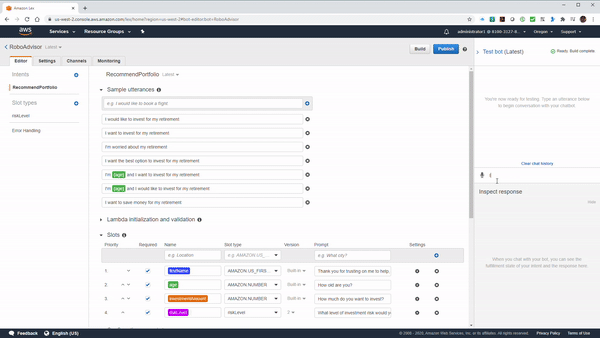 Amazon Lex
us-west-2.console.aws.amazon.com/lex/home?region=us-west-2#bot-editor:bot=RoboAdvisor
aws Services Resource Groups Oregon Support
RoboAdvisor Latest Build Publish
Editor Settings Channels Monitoring
Intents
RecommendPortfolio
Slot types
riskLevel
Error Handling
RecommendPortfolio Latest
Sample utterances
e.g. I would like to book a flight
I would like to invest for my retirement
I want to invest for my retirement
I'm worried about my retirement
I want the best option to invest for my retirement
I'm {age} and I want to invest for my retirement
I'm {age} and I would like to invest for my retirement
I want to save money for my retirement
Lambda initialization and validation
Slots
Priority Required Name Slot type Version Prompt Settings
e.g. Location e.g. AMAZON.US_... e.g. What city?
1. firstName AMAZON.US_FIRS... Built-in Thank you for trusting on me to help
2. age AMAZON.NUMBER Built-in How old are you?
3. investmentAmount AMAZON.NUMBER Built-in How much do you want to invest?
4. riskLevel riskLevel 2 What level of investment risk would yo
Test bot (Latest) Ready. Build complete.
You're now ready for testing. Type an utterance below to begin conversation with your chatbot.
Clear chat history
Inspect response
Hide
When you chat with your bot, you can see the
fulfillment state of your intent and the response here.
Feedback English (US) © 2008 - 2020, Amazon Web Services, Inc. or its affiliates. All rights reserved. Privacy Policy Terms of Use